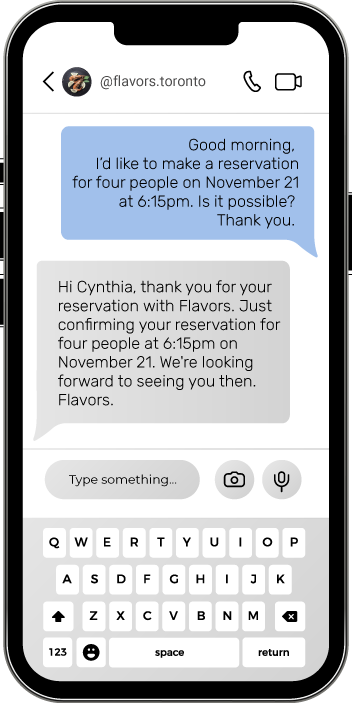 @flavors.toronto
Good morning,
I'd like to make a reservation
for four people on November 21
at 6:15pm. Is it possible?
Thank you.
Hi Cynthia, thank you for your
reservation with Flavors. Just
confirming your reservation for
four people at 6:15pm on
November 21. We're looking
forward to seeing you then.
Flavors.
Type something...
Q W E R T Y U I O P
A S D F G H I J K
Z X C V B N M
123 space return